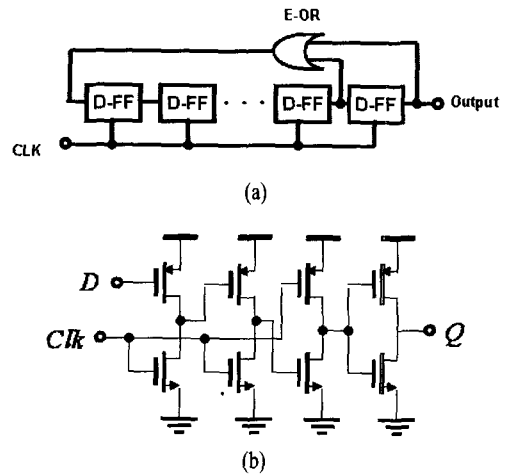 E-OR
D-FF D-FF · · · D-FF D-FF Output
CLK
(a)
D
Clk
Q
(b)